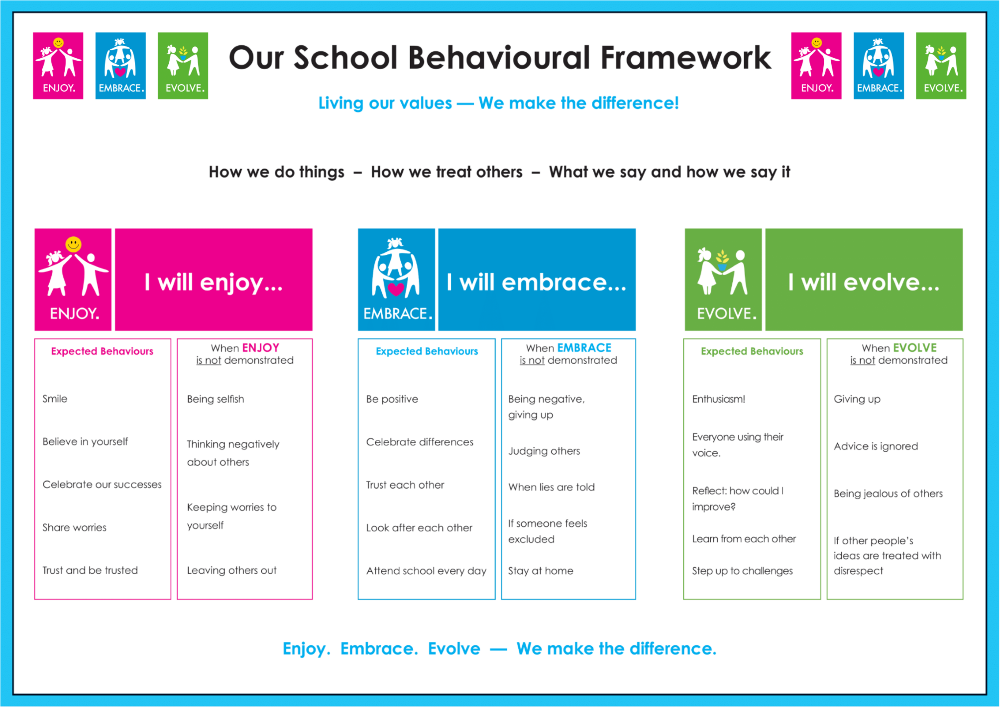 ENJOY.
EMBRACE.
EVOLVE.
Our School Behavioural Framework
Living our values — We make the difference!
ENJOY.
EMBRACE.
EVOLVE.
How we do things – How we treat others – What we say and how we say it
ENJOY.
I will enjoy...
Expected Behaviours
Smile
Believe in yourself
Celebrate our successes
Share worries
Trust and be trusted
When ENJOY
is not demonstrated
Being selfish
Thinking negatively
about others
Keeping worries to
yourself
Leaving others out
EMBRACE.
I will embrace...
Expected Behaviours
Be positive
Celebrate differences
Trust each other
Look after each other
Attend school every day
When EMBRACE
is not demonstrated
Being negative,
giving up
Judging others
When lies are told
If someone feels
excluded
Stay at home
EVOLVE.
I will evolve...
Expected Behaviours
Enthusiasm!
Everyone using their
voice.
Reflect: how could I
improve?
Learn from each other
Step up to challenges
When EVOLVE
is not demonstrated
Giving up
Advice is ignored
Being jealous of others
If other people's
ideas are treated with
disrespect
Enjoy. Embrace. Evolve — We make the difference.